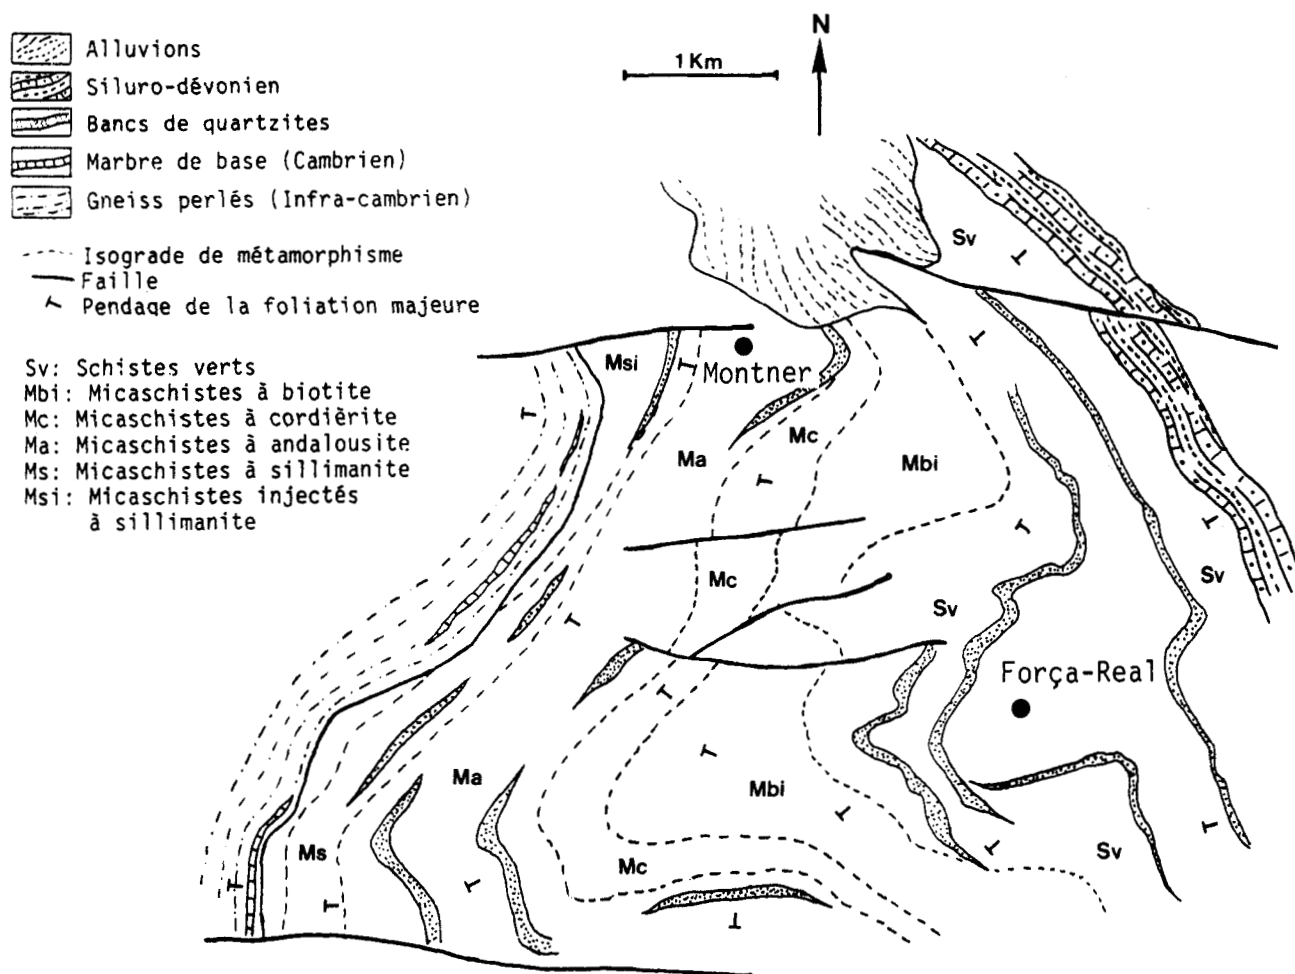 Alluvions
Siluro-dévonien
Bancs de quartzites
Marbre de base (Cambrien)
Gneiss perlés (Infra-cambrien)
Isograde de métamorphisme
Faille
Pendage de la foliation majeure
Sv: Schistes verts
Mbi: Micaschistes à biotite
Mc: Micaschistes à cordièrite
Ma: Micaschistes à andalousite
Ms: Micaschistes à sillimanite
Msi: Micaschistes injectés
à sillimanite
N
1Km
Sv
Msi
Montner
Mc
Ma
Mbi
Mc
Sv
Sv
Força-Real
Ma
Mbi
Ms
Mc
Sv